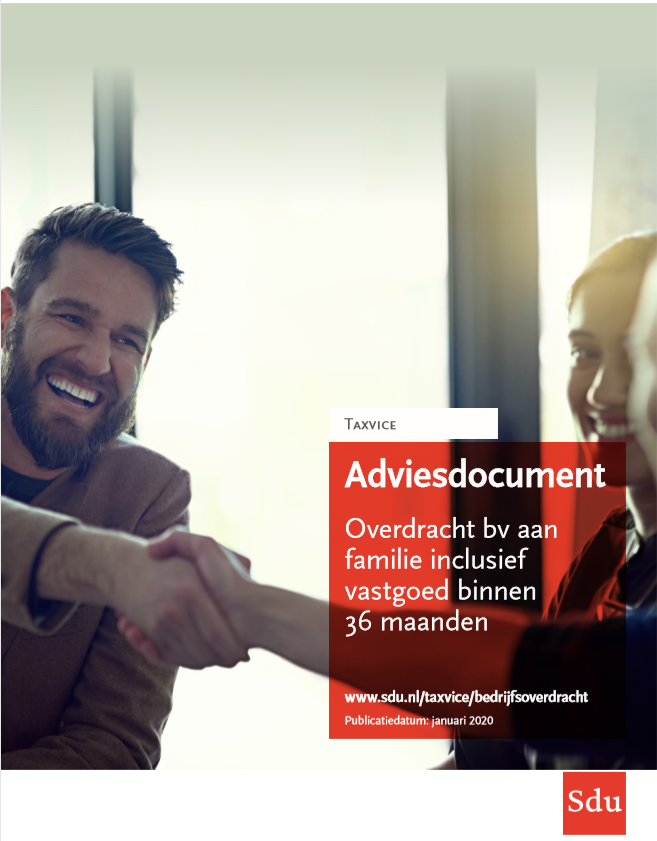 TAXVICE
Adviesdocument
Overdracht bv aan
familie inclusief
vastgoed binnen
36 maanden
www.sdu.nl/taxvice/bedrijfsoverdracht
Publicatiedatum: januari 2020
Sdu